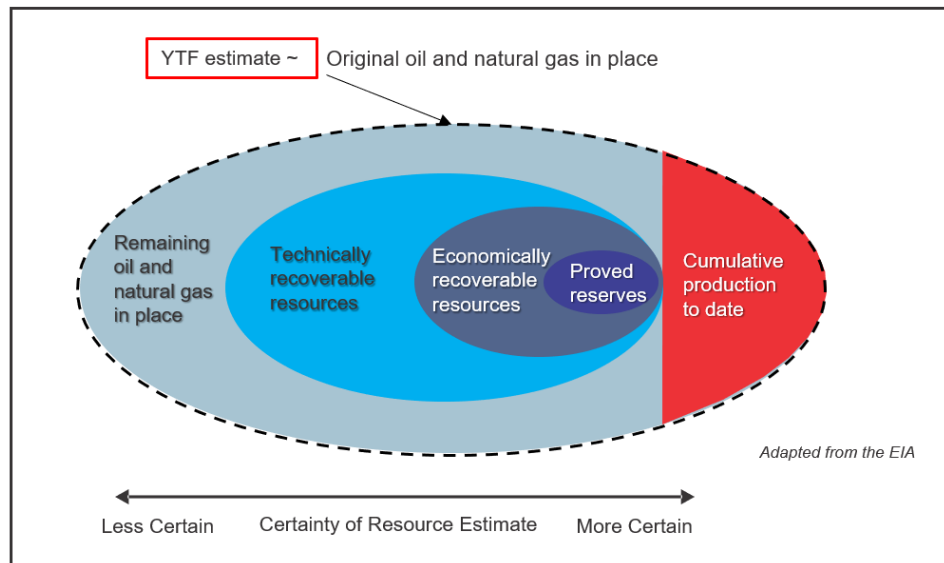 YTF estimate ~ Original oil and natural gas in place
Remaining
oil and
natural gas
in place
Technically
recoverable
resources
Economically
recoverable
resources
Proved
reserves
Cumulative
production
to date
Adapted from the EIA
Less Certain Certainty of Resource Estimate More Certain